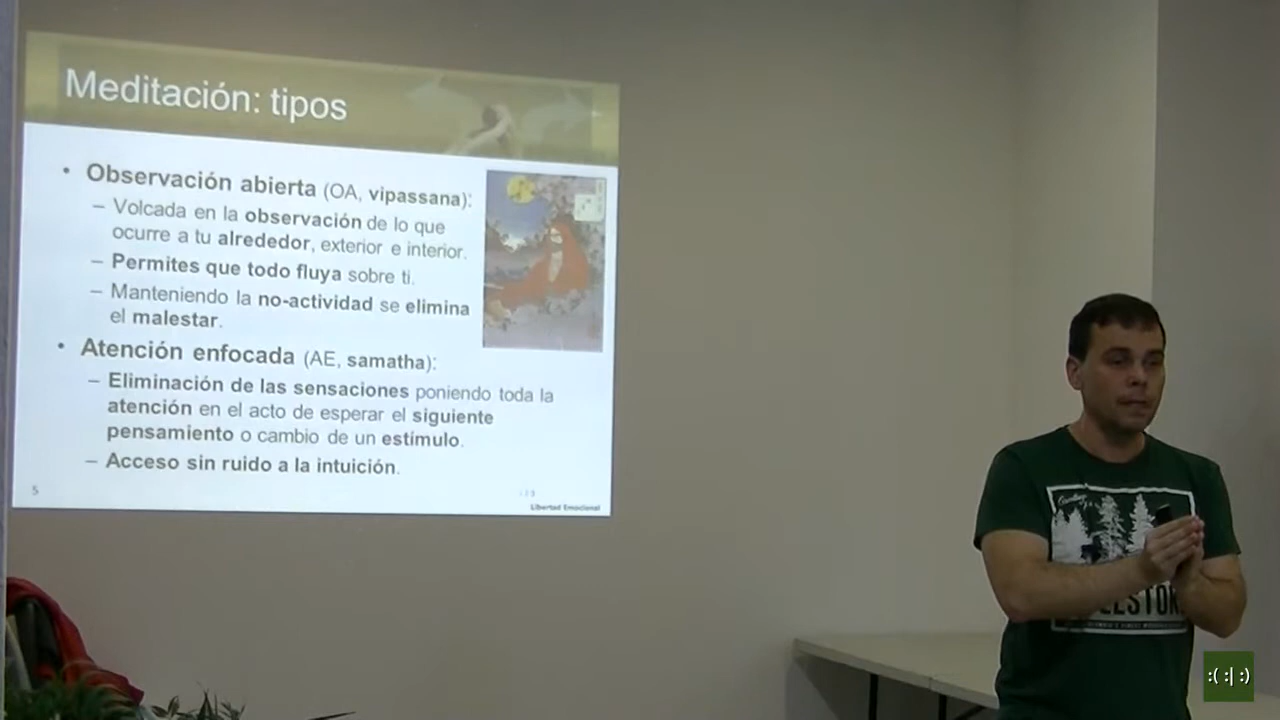 Meditación: tipos
• Observación abierta (OA, vipassana):
– Volcada en la observación de lo que
ocurre a tu alrededor, exterior e interior.
– Permites que todo fluya sobre ti.
– Manteniendo la no-actividad se elimina
el malestar.
• Atención enfocada (AE, samatha):
– Eliminación de las sensaciones poniendo toda la
atención en el acto de esperar el siguiente
pensamiento o cambio de un estímulo.
– Acceso sin ruido a la intuición.
5
Libertad Emocional
:( :| :)